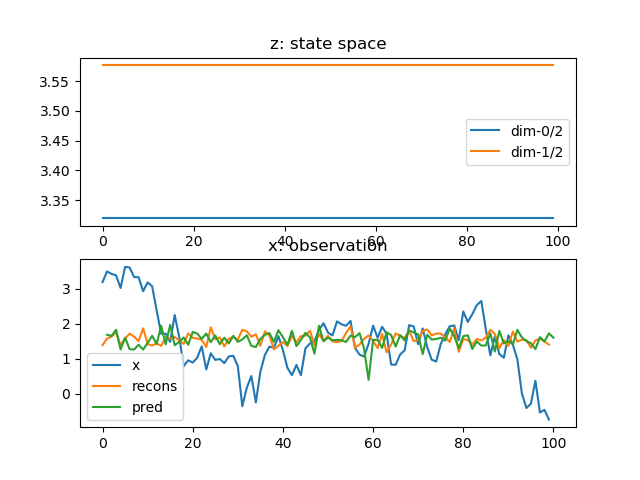 z: state space
3.55
3.50
3.45
3.40
3.35
dim-0/2
dim-1/2
0 20 40 60 80 100
x: observation
3
2
1
0
x
recons
pred
0 20 40 60 80 100